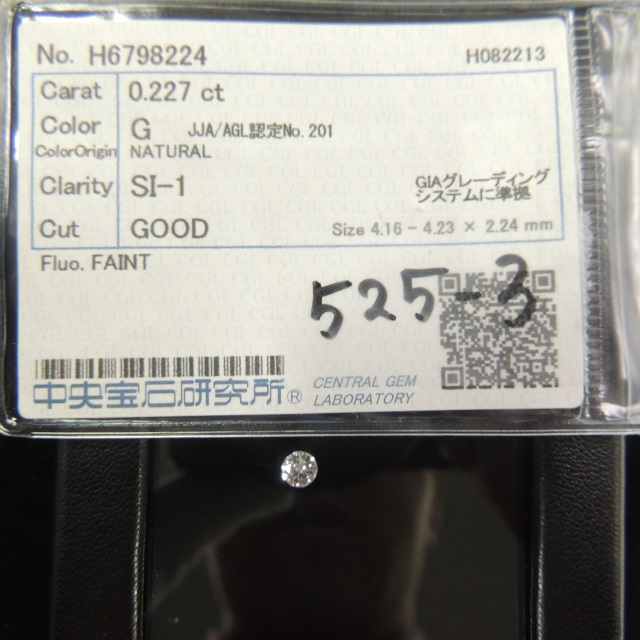 No. H6798224 H082213
Carat 0.227 ct
Color G JJA/AGL認定No.201
ColorOrigin NATURAL
Clarity SI-1 GIAグレーディング
システムに準拠
Cut GOOD Size 4.16 - 4.23 × 2.24 mm
Fluo. FAINT
525-3
中央宝石研究所® CENTRAL GEM
LABORATORY